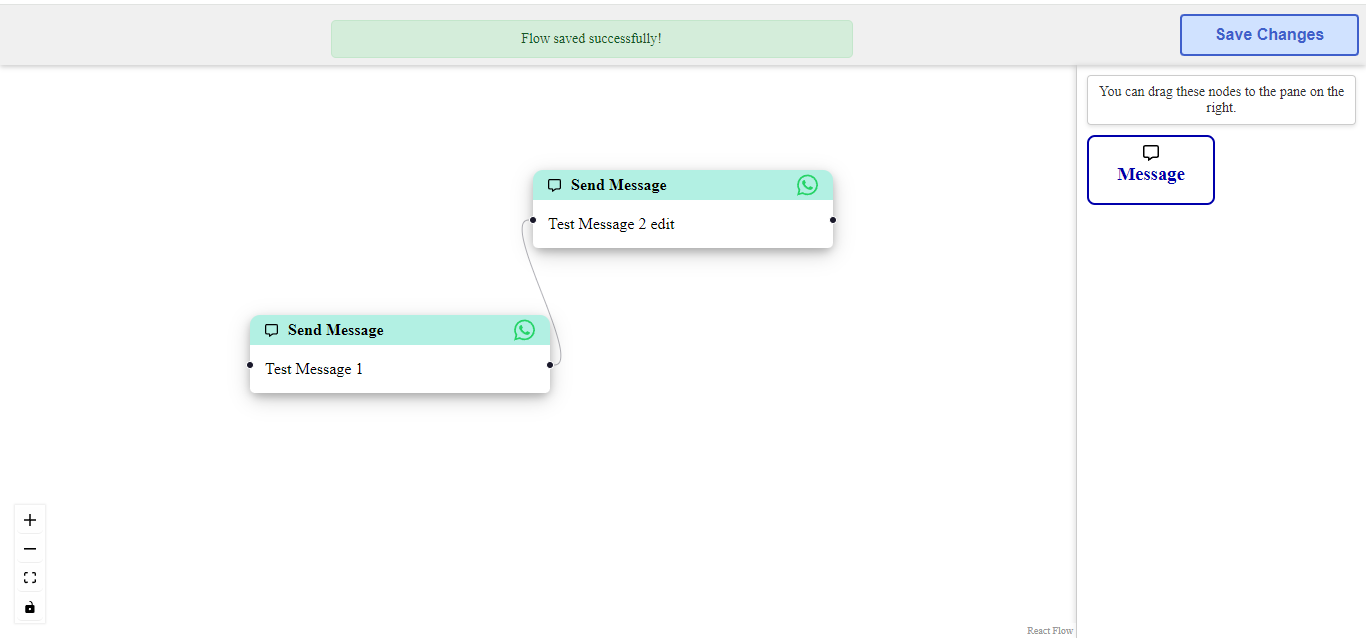 Flow saved successfully!
Save Changes
You can drag these nodes to the pane on the
right.
Message
Send Message
Test Message 2 edit
Send Message
Test Message 1
React Flow